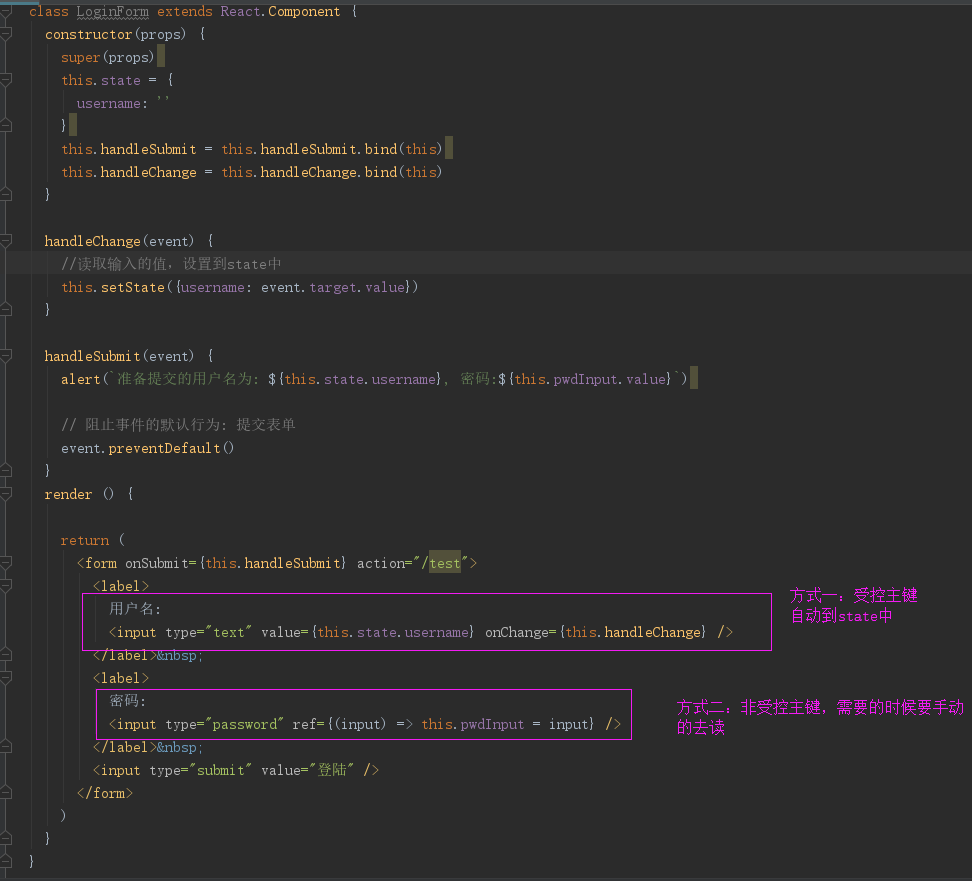 class LoginForm extends React.Component {
constructor(props) {
super(props)
this.state = {
username: ''
}
this.handleSubmit = this.handleSubmit.bind(this)
this.handleChange = this.handleChange.bind(this)
}
handleChange(event) {
//读取输入的值，设置到state中
this.setState({username: event.target.value})
}
handleSubmit(event) {
alert(`准备提交的用户名为: ${this.state.username}, 密码:${this.pwdInput.value}`)
// 阻止事件的默认行为: 提交表单
event.preventDefault()
}
render () {
return (
<form onSubmit={this.handleSubmit} action="/test">
<label>
用户名:
<input type="text" value={this.state.username} onChange={this.handleChange} />
</label>&nbsp;
<label>
密码:
<input type="password" ref={(input) => this.pwdInput = input} />
</label>&nbsp;
<input type="submit" value="登陆" />
</form>
)
}
}
方式一：受控主键
自动到state中
方式二：非受控主键，需要的时候要手动
的去读